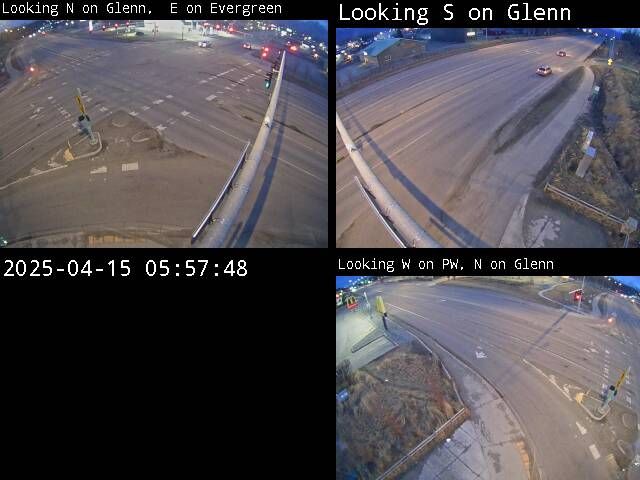 Looking N on Glenn,  E on Evergreen
Looking S on Glenn
2025-04-15 05:57:48
Looking W on PW, N on Glenn